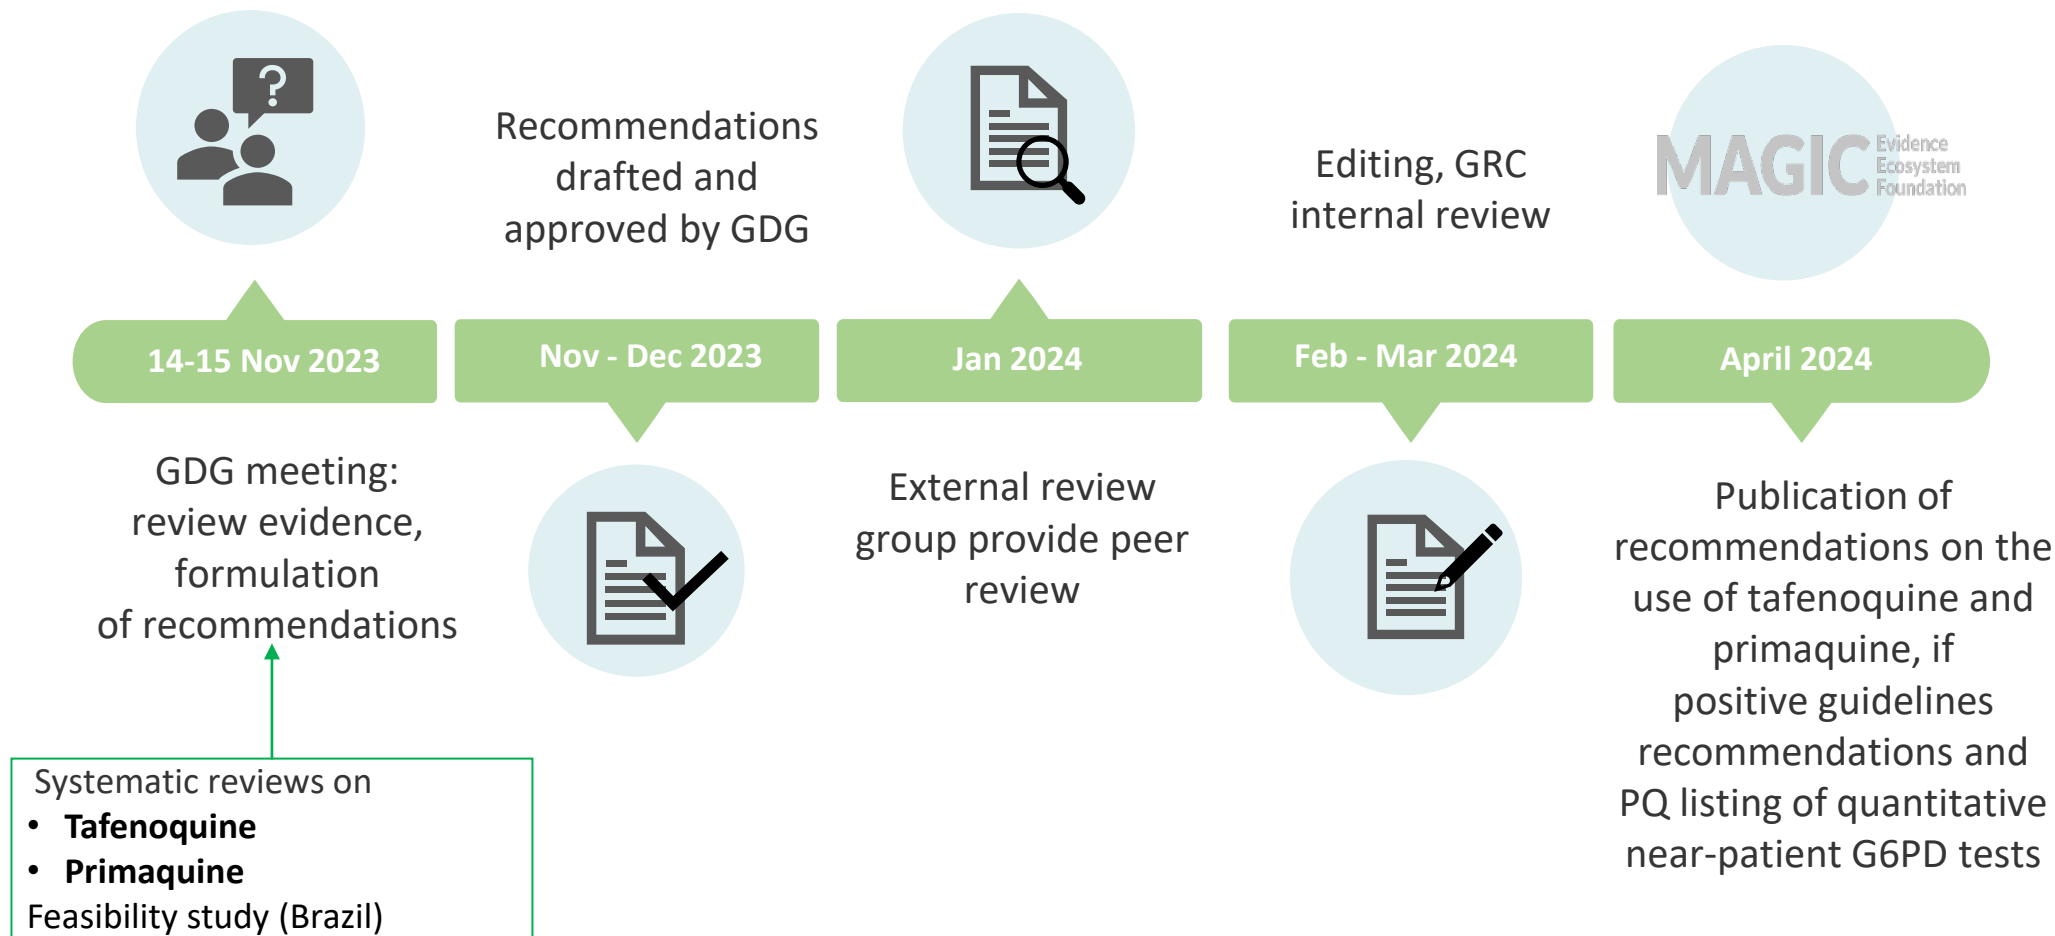 ?
Recommendations
drafted and
approved by GDG
Editing, GRC
internal review
MAGIC Evidence
Ecosystem
Foundation
14-15 Nov 2023
Nov - Dec 2023
Jan 2024
Feb - Mar 2024
April 2024
GDG meeting:
review evidence,
formulation
of recommendations
External review
group provide peer
review
Publication of
recommendations on the
use of tafenoquine and
primaquine, if
positive guidelines
recommendations and
PQ listing of quantitative
near-patient G6PD tests
Systematic reviews on
• Tafenoquine
• Primaquine
Feasibility study (Brazil)